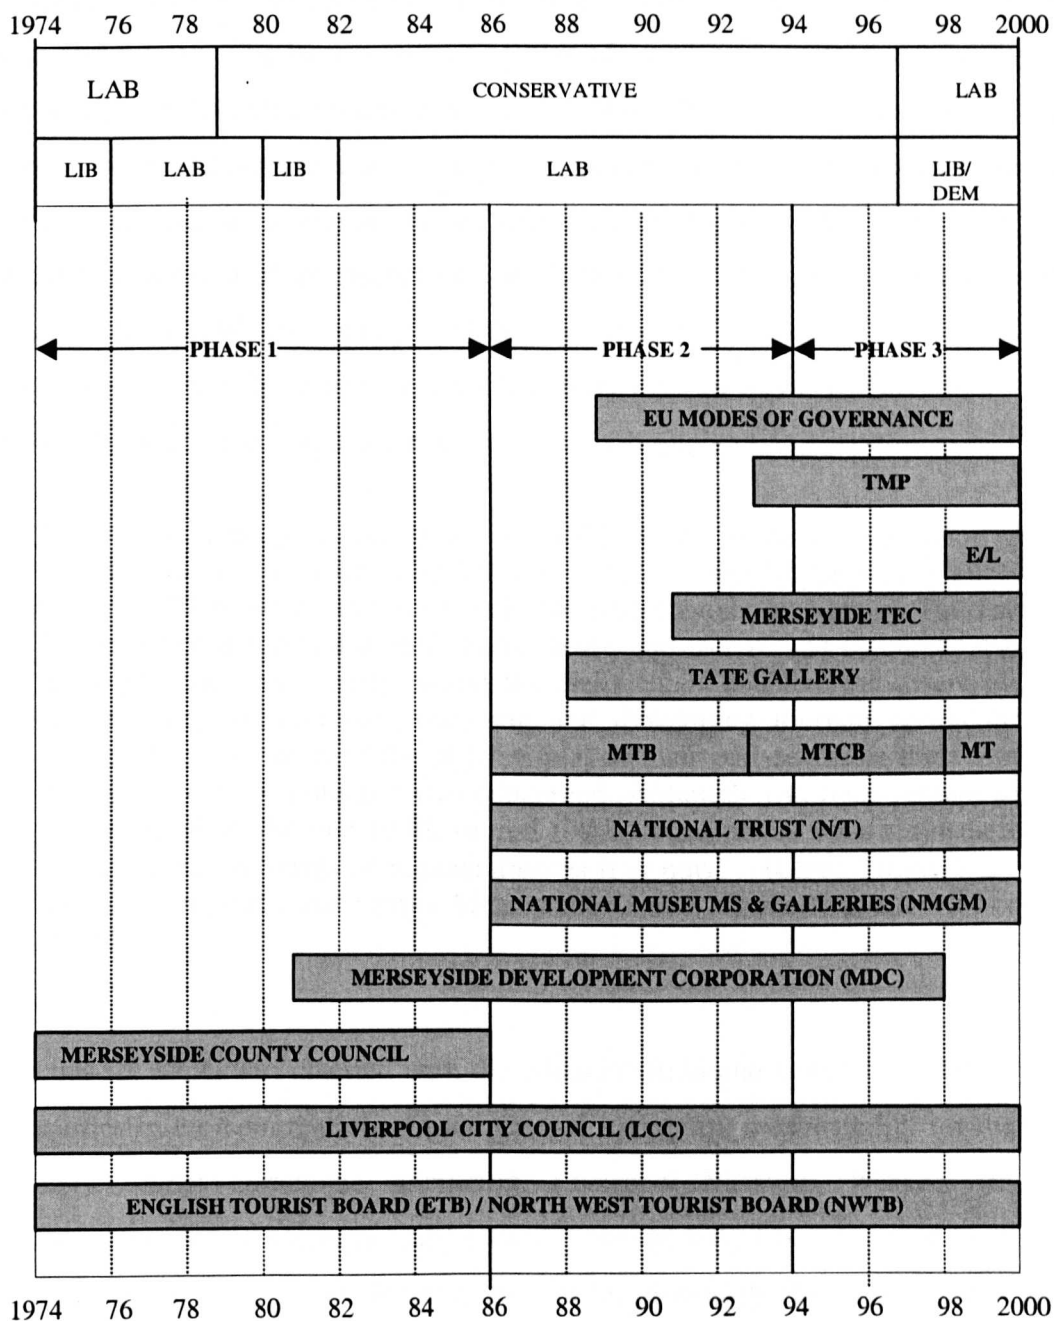 1974 76 78 80 82 84 86 88 90 92 94 96 98 2000
LAB CONSERVATIVE LAB
LIB LAB LIB LAB LIB/
DEM
PHASE 1 PHASE 2 PHASE 3
EU MODES OF GOVERNANCE
TMP
E/L
MERSEYIDE TEC
TATE GALLERY
MTB MTCB MT
NATIONAL TRUST (N/T)
NATIONAL MUSEUMS & GALLERIES (NMGM)
MERSEYSIDE DEVELOPMENT CORPORATION (MDC)
MERSEYSIDE COUNTY COUNCIL
LIVERPOOL CITY COUNCIL (LCC)
ENGLISH TOURIST BOARD (ETB) / NORTH WEST TOURIST BOARD (NWTB)
1974 76 78 80 82 84 86 88 90 92 94 96 98 2000